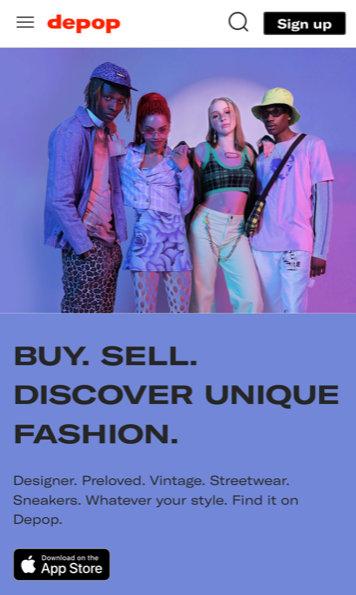 depop
Sign up
BUY. SELL.
DISCOVER UNIQUE
FASHION.
Designer. Preloved. Vintage. Streetwear.
Sneakers. Whatever your style. Find it on
Depop.
Download on the
App Store